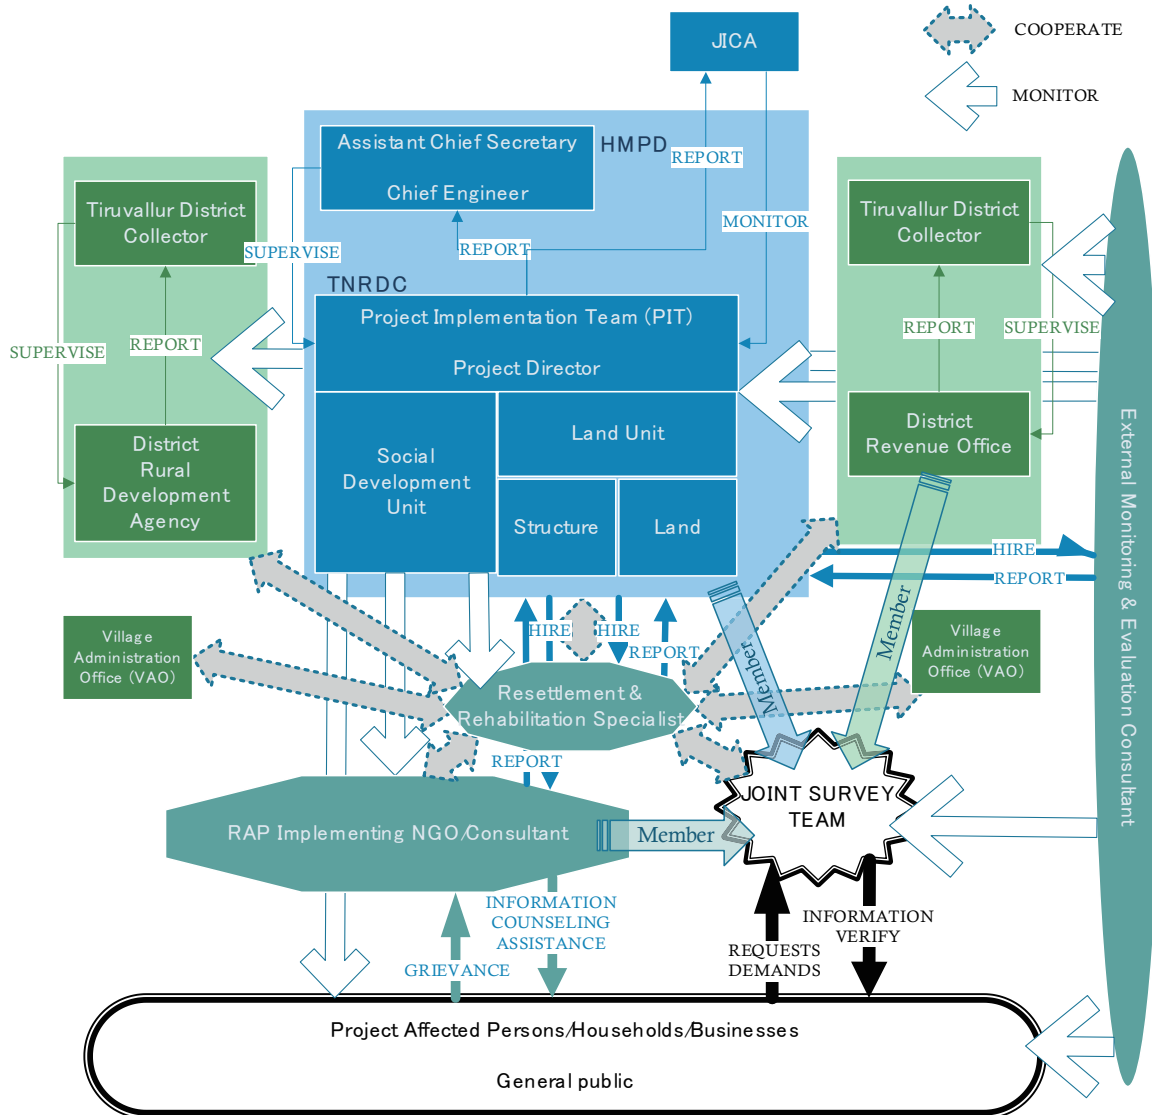 JICA
COOPERATE
MONITOR
Assistant Chief Secretary
Chief Engineer
HMPD
REPORT
Tiruvallur District
Collector
Tiruvallur District
Collector
SUPERVISE
REPORT
MONITOR
TNRDC
Project Implementation Team (PIT)
Project Director
SUPERVISE
REPORT
REPORT
SUPERVISE
Social
Development
Unit
Land Unit
Structure
Land
District
Rural
Development
Agency
District
Revenue Office
External Monitoring & Evaluation Consultant
HIRE
REPORT
Village
Administration
Office (VAO)
HIRE
HIRE
REPORT
Member
Member
Village
Administration
Office (VAO)
Resettlement &
Rehabilitation Specialist
REPORT
RAP Implementing NGO/Consultant
Member
JOINT SURVEY
TEAM
INFORMATION
COUNSELING
ASSISTANCE
GRIEVANCE
INFORMATION
VERIFY
REQUESTS
DEMANDS
Project Affected Persons/Households/Businesses
General public